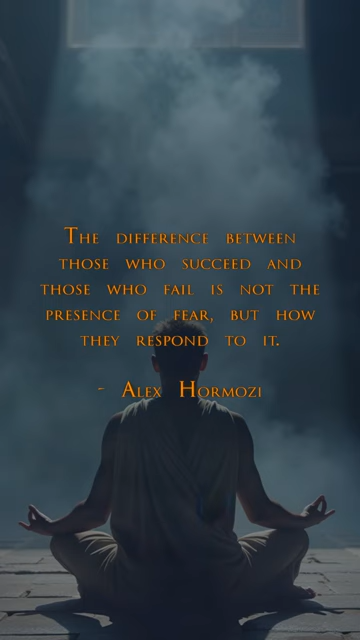 The difference between
those who succeed and
those who fail is not the
presence of fear, but how
they respond to it.
- Alex Hormozi